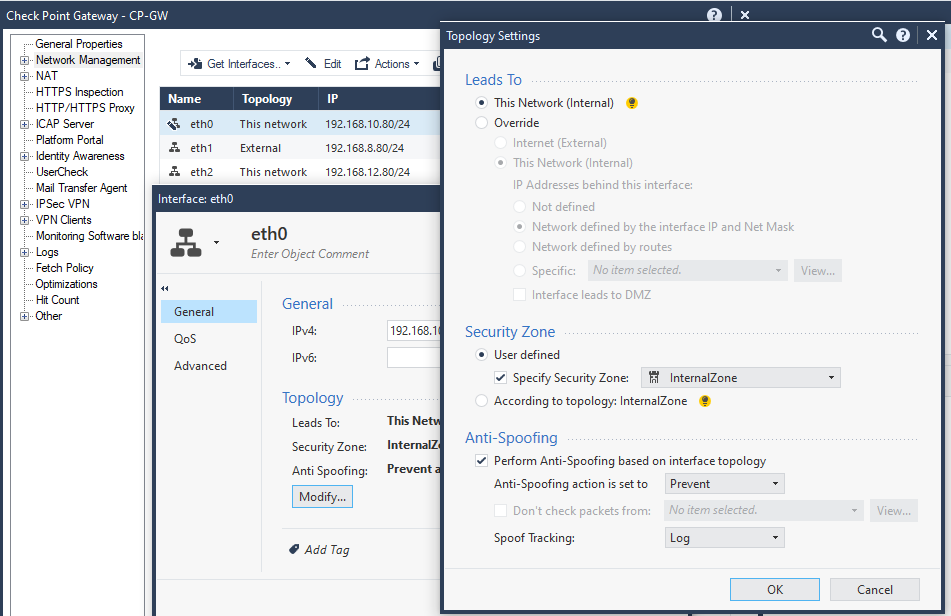 Check Point Gateway - CP-GW
General Properties
Network Management
NAT
HTTPS Inspection
HTTP/HTTPS Proxy
ICAP Server
Platform Portal
Identity Awareness
UserCheck
Mail Transfer Agent
IPSec VPN
VPN Clients
Monitoring Software bla
Logs
Fetch Policy
Optimizations
Hit Count
Other
Get Interfaces.. Edit Actions
Name Topology IP
eth0 This network 192.168.10.80/24
eth1 External 192.168.8.80/24
eth2 This network 192.168.12.80/24
Interface: eth0
eth0
Enter Object Comment
General
QoS
Advanced
General
IPv4: 192.168.10
IPv6:
Topology
Leads To: This Netw
Security Zone: InternalZ
Anti Spoofing: Prevent a
Modify...
Add Tag
Topology Settings
Leads To
This Network (Internal)
Override
Internet (External)
This Network (Internal)
IP Addresses behind this interface:
Not defined
Network defined by the interface IP and Net Mask
Network defined by routes
Specific: No item selected. View...
Interface leads to DMZ
Security Zone
User defined
Specify Security Zone: InternalZone
According to topology: InternalZone
Anti-Spoofing
Perform Anti-Spoofing based on interface topology
Anti-Spoofing action is set to Prevent
Don't check packets from: No item selected. View...
Spoof Tracking: Log
OK Cancel